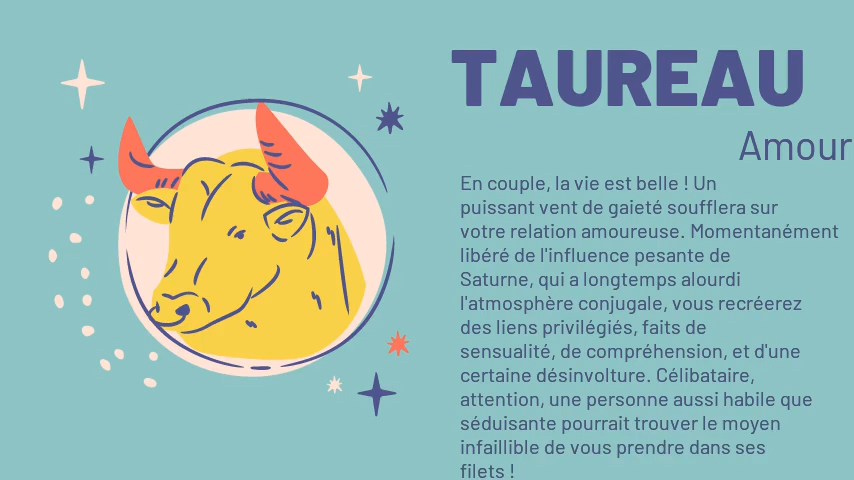 TAUREAU
Amour
En couple, la vie est belle ! Un
puissant vent de gaieté soufflera sur
votre relation amoureuse. Momentanément
libéré de l'influence pesante de
Saturne, qui a longtemps alourdi
l'atmosphère conjugale, vous recréerez
des liens privilégiés, faits de
sensualité, de compréhension, et d'une
certaine désinvolture. Célibataire,
attention, une personne aussi habile que
séduisante pourrait trouver le moyen
infaillible de vous prendre dans ses
filets !